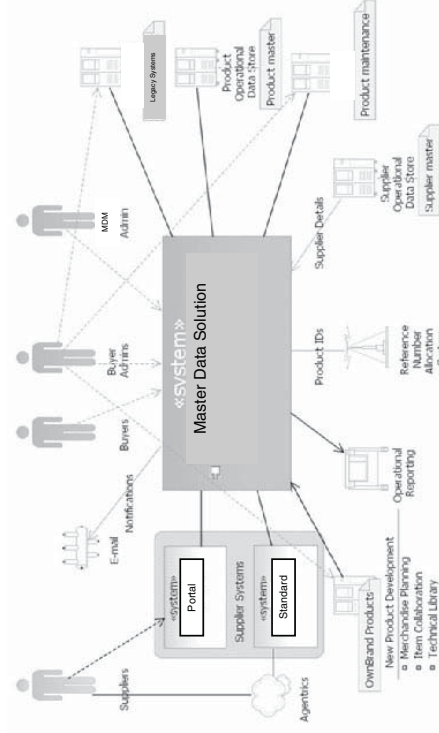 Suppliers
E-mail
Notifications
Buyers
Buyer
Admins
MDM
Admin
«system»
Portal
Supplier Systems
«system»
Standard
Agentrics
«system»
Master Data Solution
Legacy Systems
Product
Operational
Data Store
Product master
Product maintenance
Supplier Details
Supplier
Operational
Data Store
Supplier master
Product IDs
Reference
Number
Allocation
Operational
Reporting
OwnBrand Products
New Product Development
Merchandise Planning
Item Collaboration
Technical Library